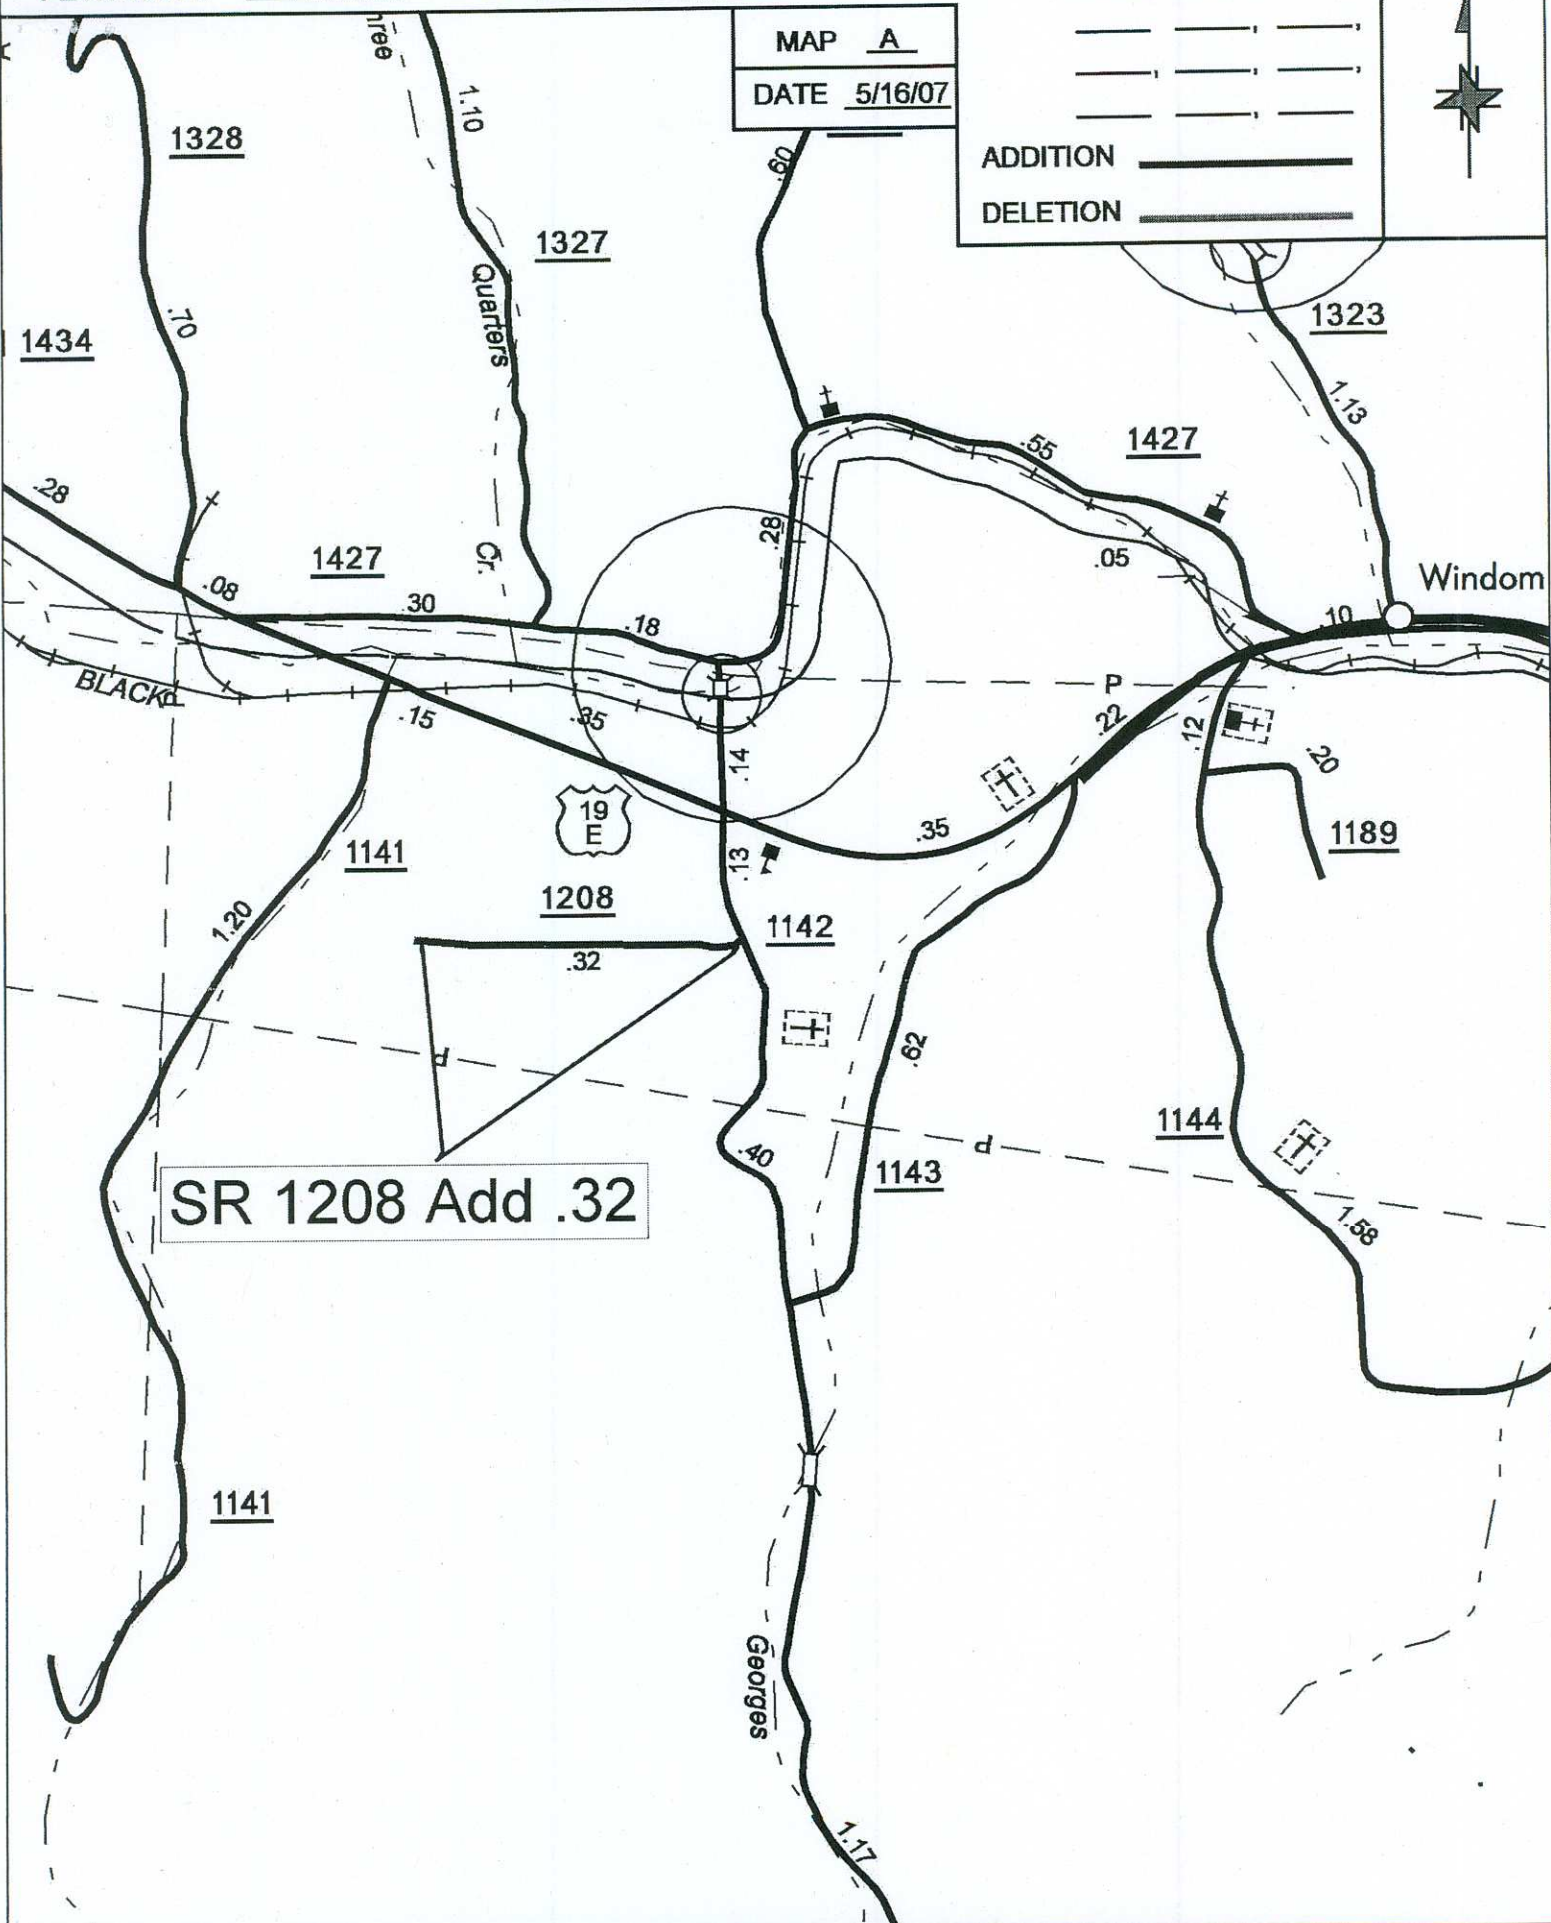 MAP A
DATE 5/16/07
ADDITION
DELETION
1328
1.10
.60
1327
Quarters
1323
1434
.70
1.13
.55
1427
.28
.28
1427
Cr.
.05
Windom
.08
.30
.18
.10
BLACK
P
P
.15
.35
.22
.12
.20
.14
19
E
.35
1189
1141
.13
1208
1142
1.20
.32
P
.62
1144
P
.40
1143
SR 1208 Add .32
1.58
1141
Georges
1.17